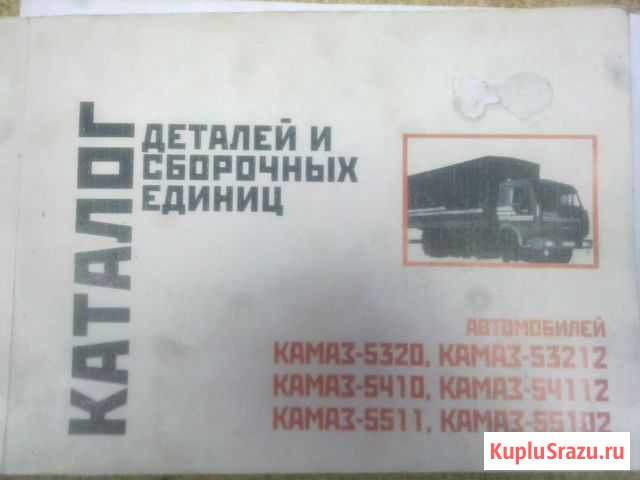 КАТАЛОГ
ДЕТАЛЕЙ И
СБОРОЧНЫХ
ЕДИНИЦ
АВТОМОБИЛЕЙ
КАМАЗ-5320, КАМАЗ-53212
КАМАЗ-5410, КАМАЗ-54112
КАМАЗ-5511, КАМАЗ-55102
KupluSrazu.ru